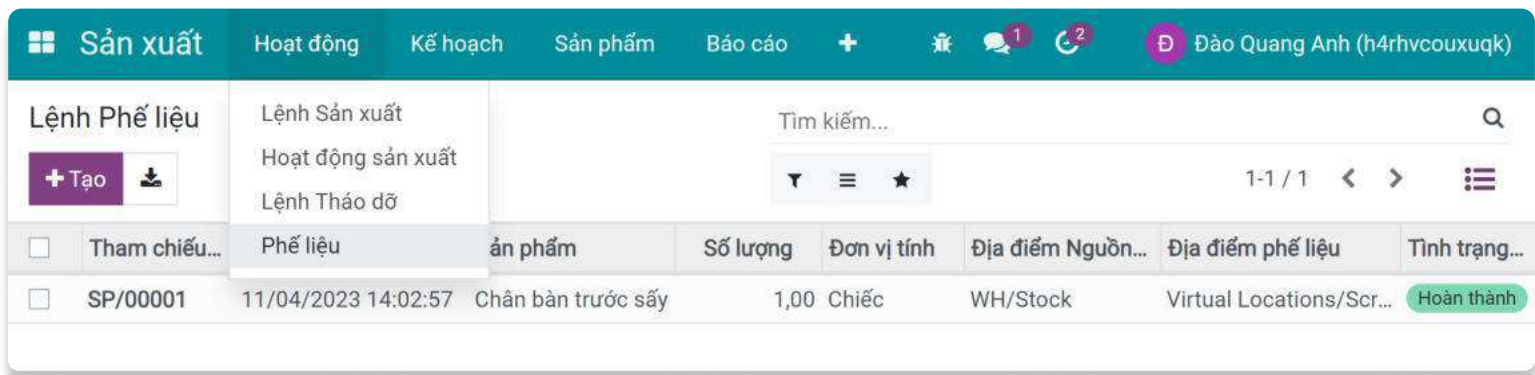 Sản xuất Hoạt động Kế hoạch Sản phẩm Báo cáo + 1 2 Đ Đào Quang Anh (h4rhvcouxuqk)
Lệnh Phế liệu Lệnh Sản xuất Tìm kiếm...
Hoạt động sản xuất
+ Tạo 1-1 / 1
Lệnh Tháo dỡ
Tham chiếu... Phế liệu ản phẩm Số lượng Đơn vị tính Địa điểm Nguồn... Địa điểm phế liệu Tình trạng...
SP/00001 11/04/2023 14:02:57 Chân bàn trước sấy 1,00 Chiếc WH/Stock Virtual Locations/Scr... Hoàn thành